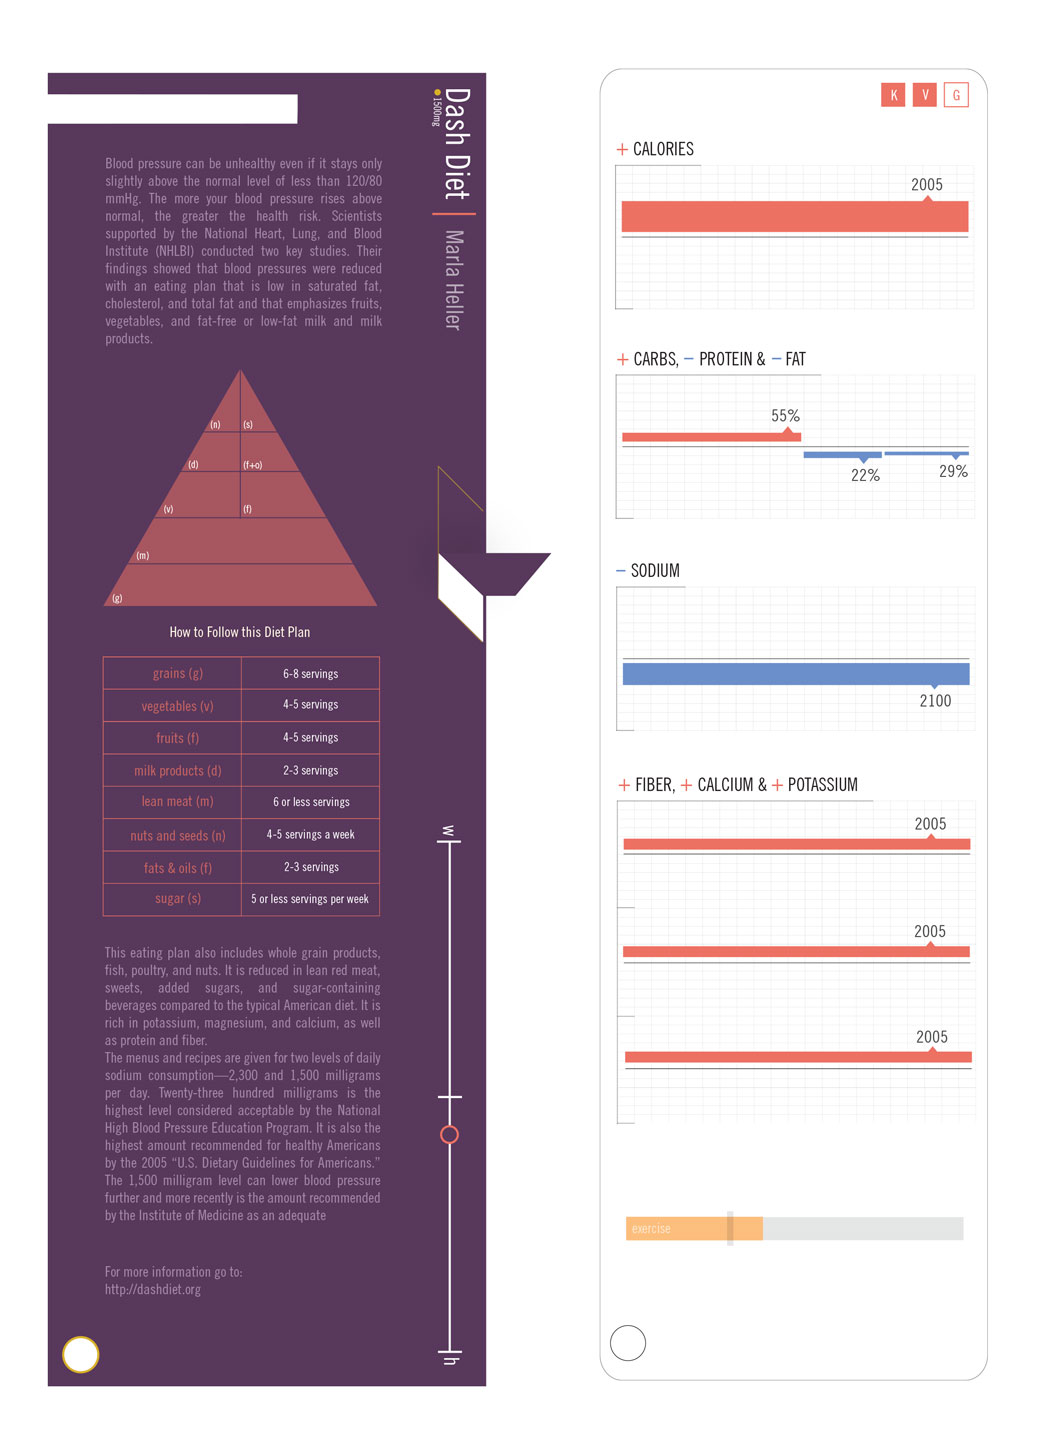 Dash Diet
1500mg
Marla Heller
Blood pressure can be unhealthy even if it stays only
slightly above the normal level of less than 120/80
mmHg. The more your blood pressure rises above
normal, the greater the health risk. Scientists
supported by the National Heart, Lung, and Blood
Institute (NHLBI) conducted two key studies. Their
findings showed that blood pressures were reduced
with an eating plan that is low in saturated fat,
cholesterol, and total fat and that emphasizes fruits,
vegetables, and fat-free or low-fat milk and milk
products.
(n) (s)
(d) (f+o)
(v) (f)
(m)
(g)
How to Follow this Diet Plan
grains (g) 6-8 servings
vegetables (v) 4-5 servings
fruits (f) 4-5 servings
milk products (d) 2-3 servings
lean meat (m) 6 or less servings
nuts and seeds (n) 4-5 servings a week
fats & oils (f) 2-3 servings
sugar (s) 5 or less servings per week
This eating plan also includes whole grain products,
fish, poultry, and nuts. It is reduced in lean red meat,
sweets, added sugars, and sugar-containing
beverages compared to the typical American diet. It is
rich in potassium, magnesium, and calcium, as well
as protein and fiber.
The menus and recipes are given for two levels of daily
sodium consumption—2,300 and 1,500 milligrams
per day. Twenty-three hundred milligrams is the
highest level considered acceptable by the National
High Blood Pressure Education Program. It is also the
highest amount recommended for healthy Americans
by the 2005 “U.S. Dietary Guidelines for Americans.”
The 1,500 milligram level can lower blood pressure
further and more recently is the amount recommended
by the Institute of Medicine as an adequate
For more information go to:
http://dashdiet.org
w
h
K V G
+ CALORIES
2005
+ CARBS, – PROTEIN & – FAT
55%
22%
29%
– SODIUM
2100
+ FIBER, + CALCIUM & + POTASSIUM
2005
2005
2005
exercise